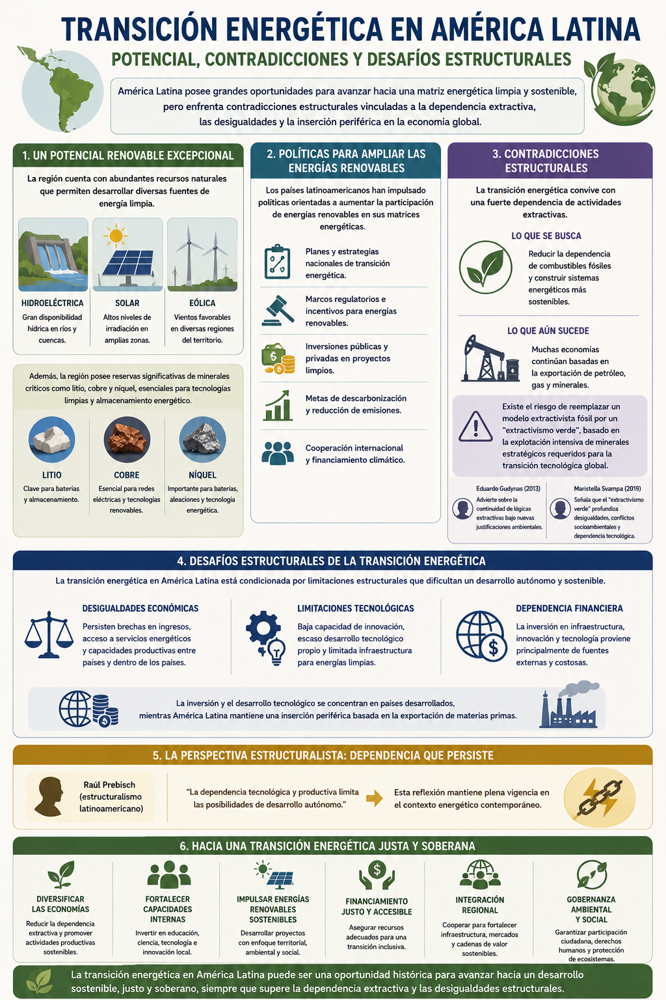 TRANSICIÓN ENERGÉTICA EN AMÉRICA LATINA
POTENCIAL, CONTRADICCIONES Y DESAFÍOS ESTRUCTURALES
América Latina posee grandes oportunidades para avanzar hacia una matriz energética limpia y sostenible,
pero enfrenta contradicciones estructurales vinculadas a la dependencia extractiva,
las desigualdades y la inserción periférica en la economía global.
1. UN POTENCIAL RENOVABLE EXCEPCIONAL
La región cuenta con abundantes recursos naturales
que permiten desarrollar diversas fuentes de
energía limpia.
HIDROELÉCTRICA
Gran disponibilidad
hídrica en ríos y
cuencas.
SOLAR
Altos niveles de
irradiación en
amplias zonas.
EÓLICA
Vientos favorables
en diversas regiones
del territorio.
Además, la región posee reservas significativas de minerales
críticos como litio, cobre y níquel, esenciales para tecnologías
limpias y almacenamiento energético.
LITIO
Clave para baterías
y almacenamiento.
COBRE
Esencial para redes
eléctricas y tecnologías
renovables.
NÍQUEL
Importante para baterías,
aleaciones y tecnología
energética.
2. POLÍTICAS PARA AMPLIAR LAS
ENERGÍAS RENOVABLES
Los países latinoamericanos han impulsado
políticas orientadas a aumentar la participación
de energías renovables en sus matrices
energéticas.
Planes y estrategias
nacionales de transición
energética.
Marcos regulatorios e
incentivos para energías
renovables.
$
Inversiones públicas y
privadas en proyectos
limpios.
Metas de descarbonización
y reducción de emisiones.
Cooperación internacional
y financiamiento climático.
3. CONTRADICCIONES
ESTRUCTURALES
La transición energética convive con
una fuerte dependencia de actividades
extractivas.
LO QUE SE BUSCA
Reducir la dependencia
de combustibles fósiles
y construir sistemas
energéticos más
sostenibles.
LO QUE AÚN SUCEDE
Muchas economías
continúan basadas en
la exportación de petróleo,
gas y minerales.
Existe el riesgo de reemplazar un
modelo extractivista fósil por un
"extractivismo verde", basado en
la explotación intensiva de minerales
estratégicos requeridos para la
transición tecnológica global.
Eduardo Gudynas (2013)
Advierte sobre la
continuidad de lógicas
extractivas bajo nuevas
justificaciones ambientales.
Maristella Svampa (2019)
Señala que el "extractivismo
verde" profundiza
desigualdades, conflictos
socioambientales y
dependencia tecnológica.
4. DESAFÍOS ESTRUCTURALES DE LA TRANSICIÓN ENERGÉTICA
La transición energética en América Latina está condicionada por limitaciones estructurales que dificultan un desarrollo autónomo y sostenible.
DESIGUALDADES ECONÓMICAS
Persisten brechas en ingresos,
acceso a servicios energéticos
y capacidades productivas entre
países y dentro de los países.
LIMITACIONES TECNOLÓGICAS
Baja capacidad de innovación,
escaso desarrollo tecnológico
propio y limitada infraestructura
para energías limpias.
$
DEPENDENCIA FINANCIERA
La inversión en infraestructura,
innovación y tecnología proviene
principalmente de fuentes
externas y costosas.
$
La inversión y el desarrollo tecnológico se concentran en países desarrollados,
mientras América Latina mantiene una inserción periférica basada en la exportación de materias primas.
5. LA PERSPECTIVA ESTRUCTURALISTA: DEPENDENCIA QUE PERSISTE
Raúl Prebisch
(estructuralismo
latinoamericano)
"La dependencia tecnológica y productiva limita
las posibilidades de desarrollo autónomo."
Esta reflexión mantiene plena vigencia en
el contexto energético contemporáneo.
6. HACIA UNA TRANSICIÓN ENERGÉTICA JUSTA Y SOBERANA
DIVERSIFICAR
LAS ECONOMÍAS
Reducir la dependencia
extractiva y promover
actividades productivas
sostenibles.
FORTALECER
CAPACIDADES
INTERNAS
Invertir en educación,
ciencia, tecnología e
innovación local.
IMPULSAR ENERGÍAS
RENOVABLES
SOSTENIBLES
Desarrollar proyectos
con enfoque territorial,
ambiental y social.
$
FINANCIAMIENTO
JUSTO Y ACCESIBLE
Asegurar recursos
adecuados para una
transición inclusiva.
INTEGRACIÓN
REGIONAL
Cooperar para fortalecer
infraestructura, mercados
y cadenas de valor
sostenibles.
GOBERNANZA
AMBIENTAL
Y SOCIAL
Garantizar participación
ciudadana, derechos
humanos y protección
de ecosistemas.
La transición energética en América Latina puede ser una oportunidad histórica para avanzar hacia un desarrollo
sostenible, justo y soberano, siempre que supere la dependencia extractiva y las desigualdades estructurales.